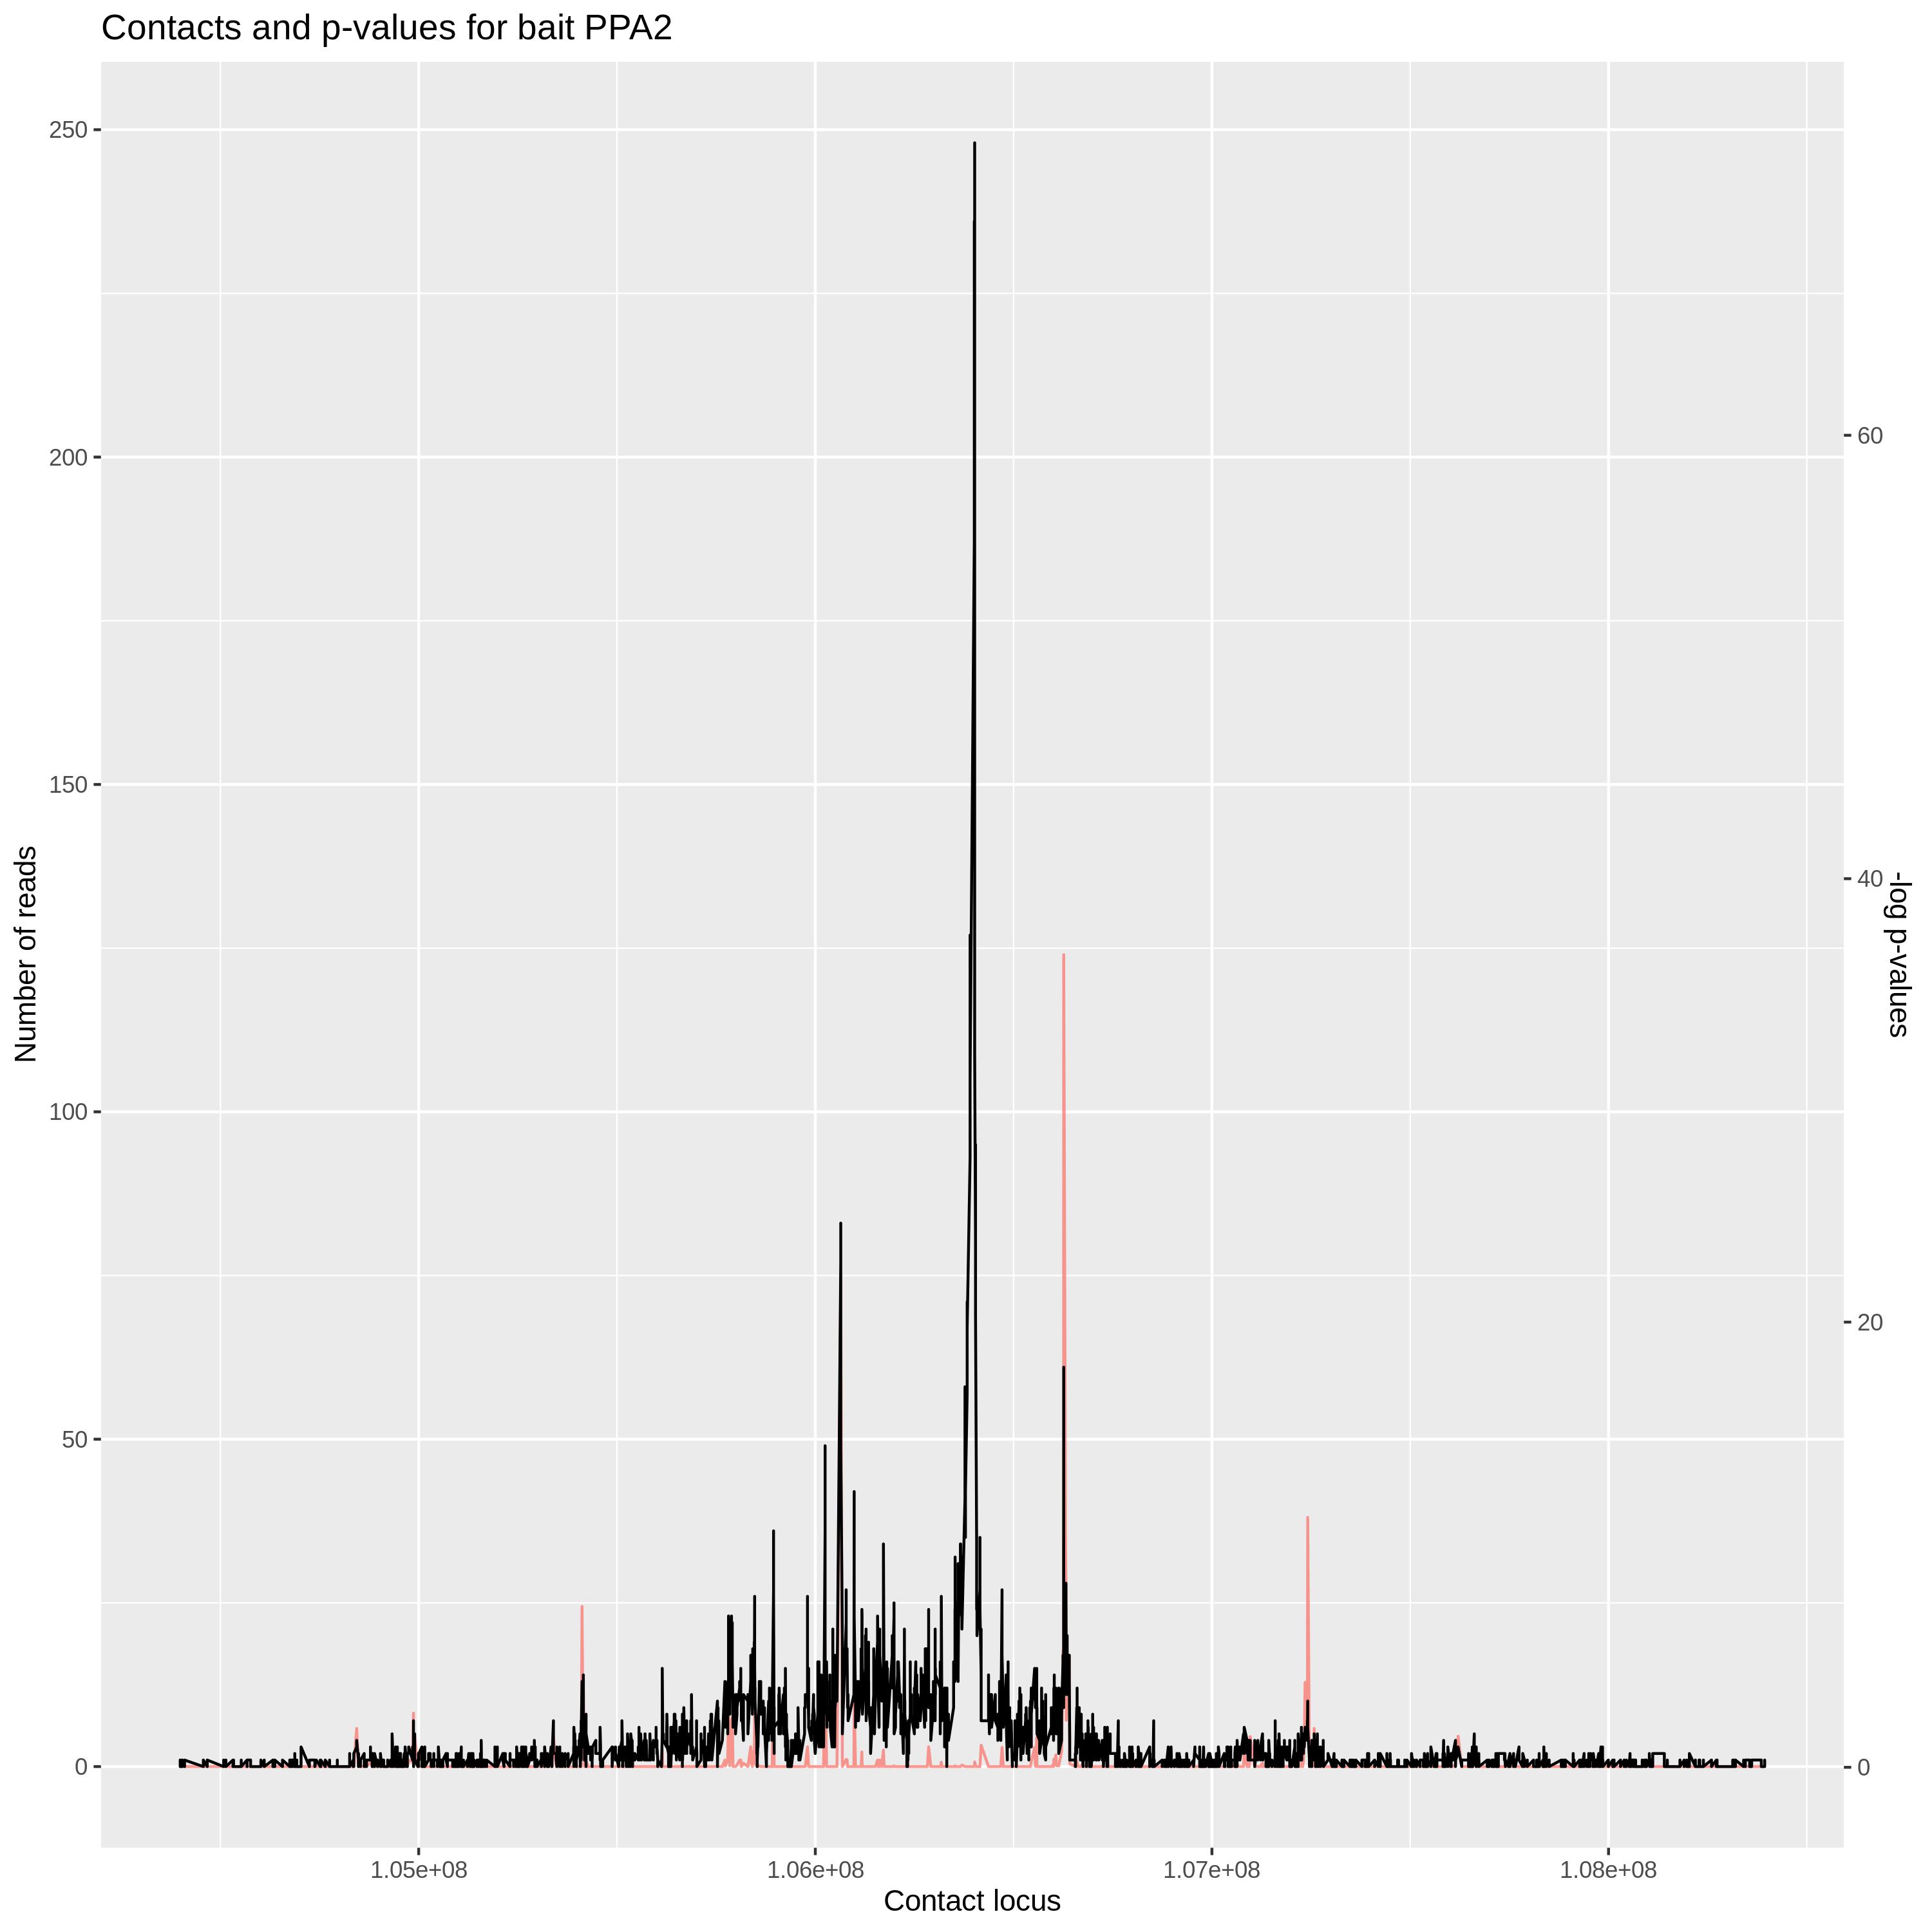 Contacts and p-values for bait PPA2
250
200
150
100
50
0
Number of reads
60
40
20
0
-log p-values
1.05e+08
1.06e+08
1.07e+08
1.08e+08
Contact locus